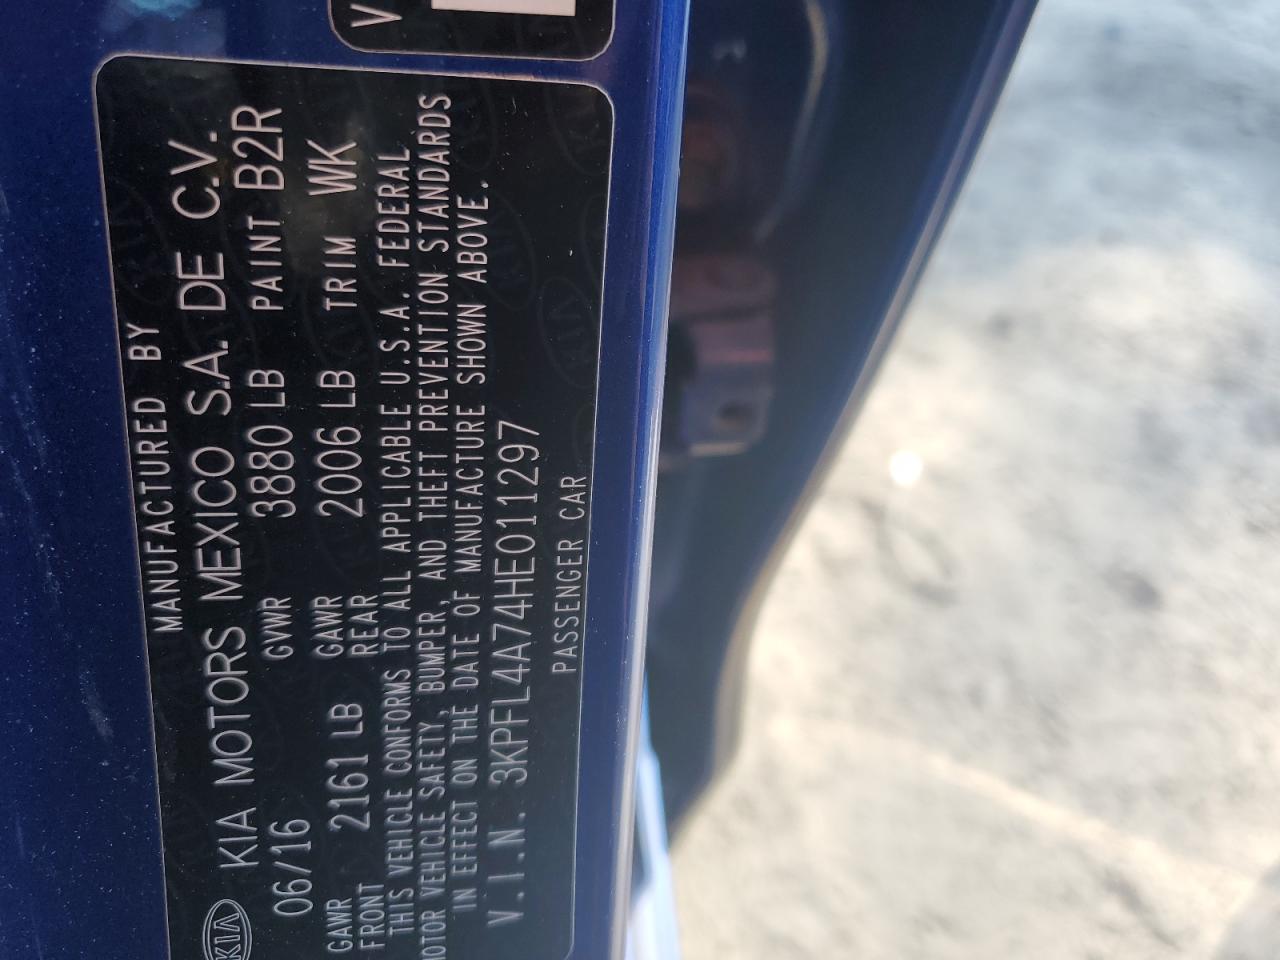 V
MANUFACTURED BY
KIA KIA MOTORS MEXICO S.A. DE C.V.
06/16 GVWR 3880 LB PAINT B2R
GAWR FRONT 2161 LB GAWR REAR 2006 LB TRIM WK
THIS VEHICLE CONFORMS TO ALL APPLICABLE U.S.A. FEDERAL
OTOR VEHICLE SAFETY, BUMPER, AND THEFT PREVENTION STANDARDS
IN EFFECT ON THE DATE OF MANUFACTURE SHOWN ABOVE.
V.I.N. 3KPFL4A74HE011297
PASSENGER CAR